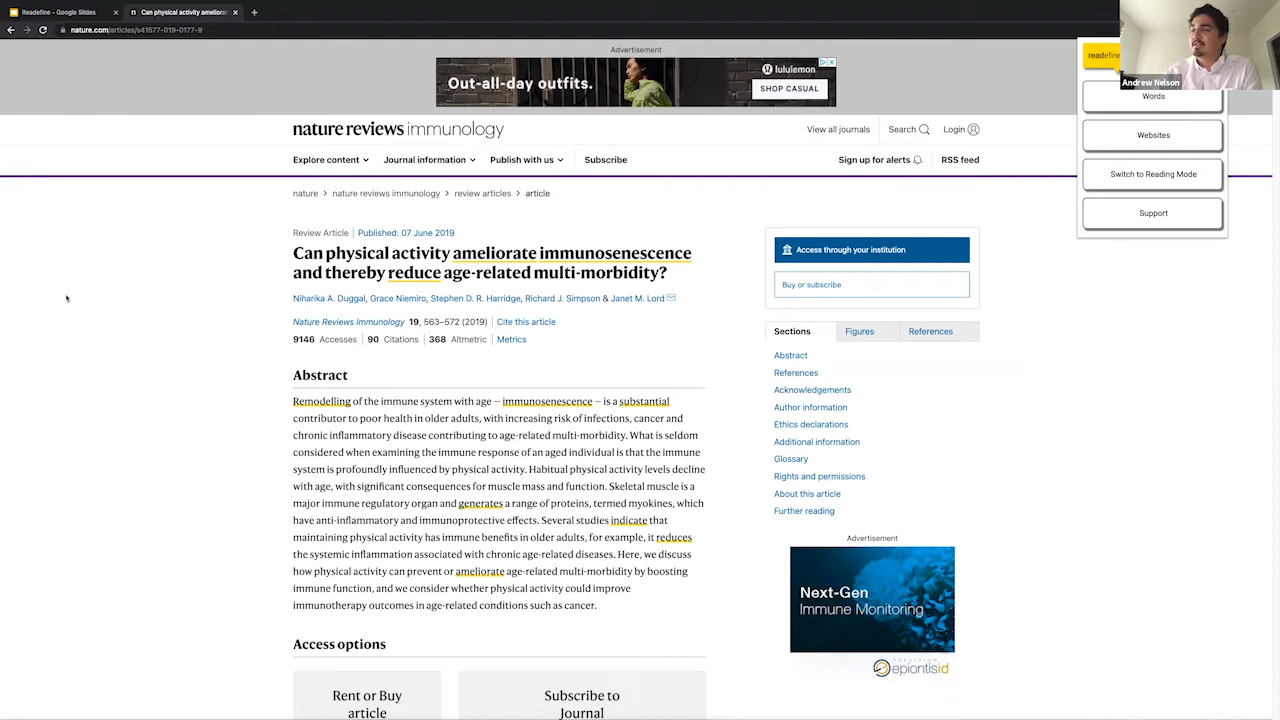 Readefine - Google Slides
Can physical activity ameliora
nature.com/articles/s41577-019-0177-9
Advertisement
Out-all-day outfits.
lululemon
SHOP CASUAL
readefine
Andrew Nelson
Words
Websites
Switch to Reading Mode
Support
nature reviews immunology
View all journals
Search
Login
Explore content
Journal information
Publish with us
Subscribe
Sign up for alerts
RSS feed
nature > nature reviews immunology > review articles > article
Review Article | Published: 07 June 2019
Can physical activity ameliorate immunosenescence
and thereby reduce age-related multi-morbidity?
Niharika A. Duggal, Grace Niemiro, Stephen D. R. Harridge, Richard J. Simpson & Janet M. Lord
Nature Reviews Immunology 19, 563–572 (2019) | Cite this article
9146 Accesses | 90 Citations | 368 Altmetric | Metrics
Abstract
Remodelling of the immune system with age – immunosenescence – is a substantial
contributor to poor health in older adults, with increasing risk of infections, cancer and
chronic inflammatory disease contributing to age-related multi-morbidity. What is seldom
considered when examining the immune response of an aged individual is that the immune
system is profoundly influenced by physical activity. Habitual physical activity levels decline
with age, with significant consequences for muscle mass and function. Skeletal muscle is a
major immune regulatory organ and generates a range of proteins, termed myokines, which
have anti-inflammatory and immunoprotective effects. Several studies indicate that
maintaining physical activity has immune benefits in older adults, for example, it reduces
the systemic inflammation associated with chronic age-related diseases. Here, we discuss
how physical activity can prevent or ameliorate age-related multi-morbidity by boosting
immune function, and we consider whether physical activity could improve
immunotherapy outcomes in age-related conditions such as cancer.
Access options
Rent or Buy
article
Subscribe to
Journal
Access through your institution
Buy or subscribe
Sections
Figures
References
Abstract
References
Acknowledgements
Author information
Ethics declarations
Additional information
Glossary
Rights and permissions
About this article
Further reading
Advertisement
Next-Gen
Immune Monitoring
PRECISION
epiontisid